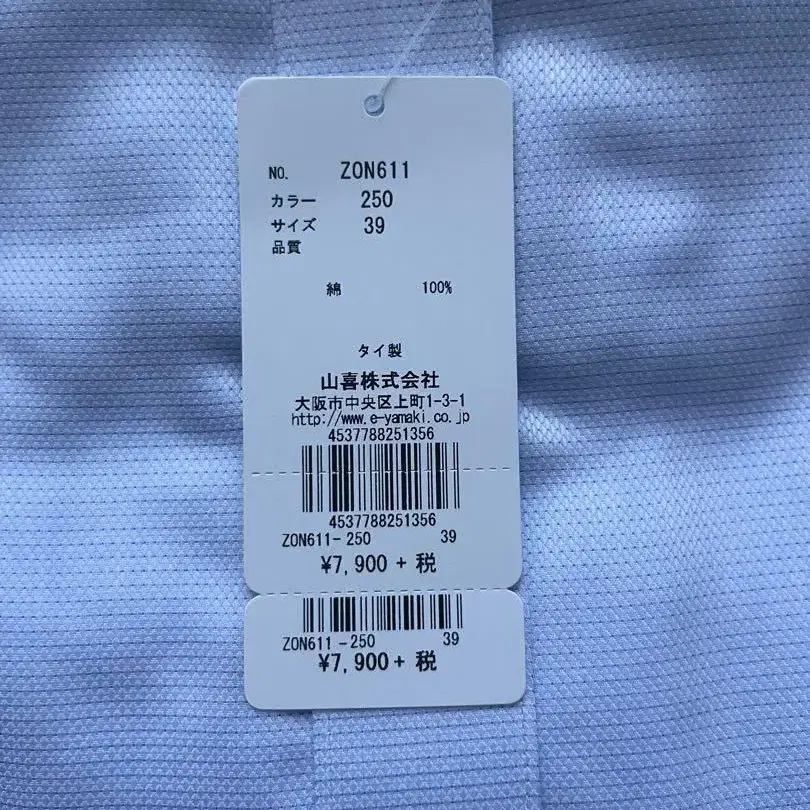 NO. ZON611
カラー 250
サイズ 39
品質
綿 100%
タイ製
山喜株式会社
大阪市中央区上町1-3-1
http://www.e-yamaki.co.jp
4537788251356
4537788251356
ZON611-250 39
¥7,900 + 税
ZON611-250 39
¥7,900 + 税